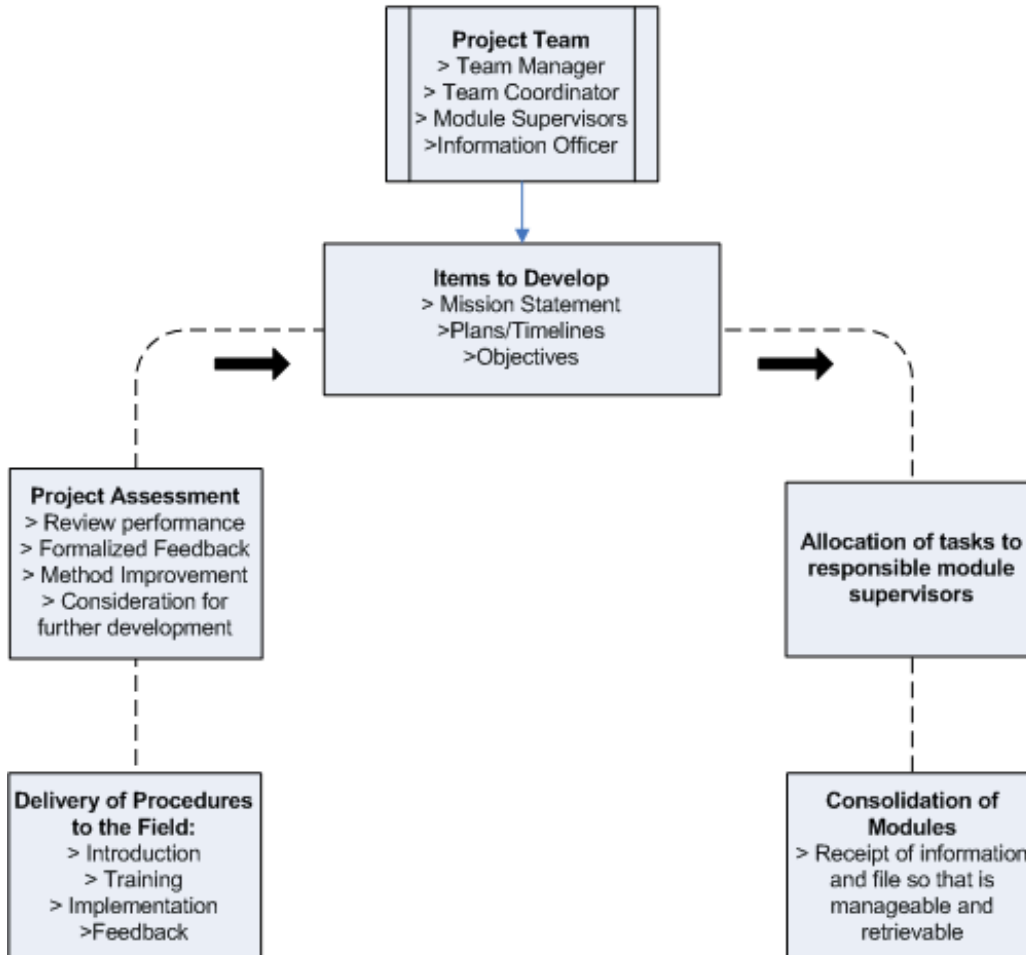 Project Team
> Team Manager
> Team Coordinator
> Module Supervisors
>Information Officer
Items to Develop
> Mission Statement
>Plans/Timelines
>Objectives
Project Assessment
> Review performance
> Formalized Feedback
> Method Improvement
> Consideration for
further development
Allocation of tasks to
responsible module
supervisors
Delivery of Procedures
to the Field:
> Introduction
> Training
> Implementation
>Feedback
Consolidation of
Modules
> Receipt of information
and file so that is
manageable and
retrievable